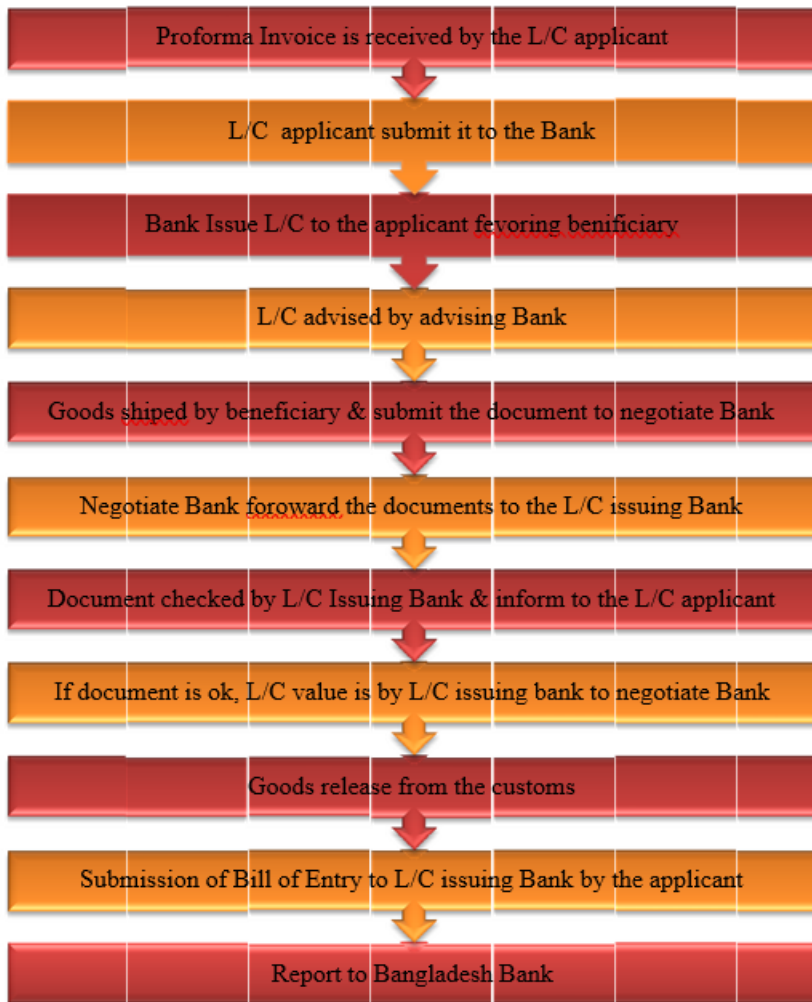 Proforma Invoice is received by the L/C applicant
L/C applicant submit it to the Bank
Bank Issue L/C to the applicant fevoring benificiary
L/C advised by advising Bank
Goods shiped by beneficiary & submit the document to negotiate Bank
Negotiate Bank foroward the documents to the L/C issuing Bank
Document checked by L/C Issuing Bank & inform to the L/C applicant
If document is ok, L/C value is by L/C issuing bank to negotiate Bank
Goods release from the customs
Submission of Bill of Entry to L/C issuing Bank by the applicant
Report to Bangladesh Bank